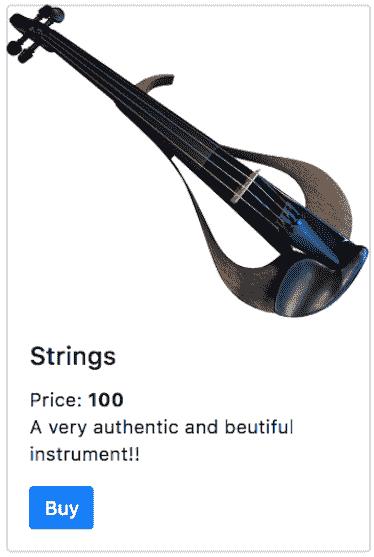 Strings
Price: 100
A very authentic and beutiful
instrument!!
Buy